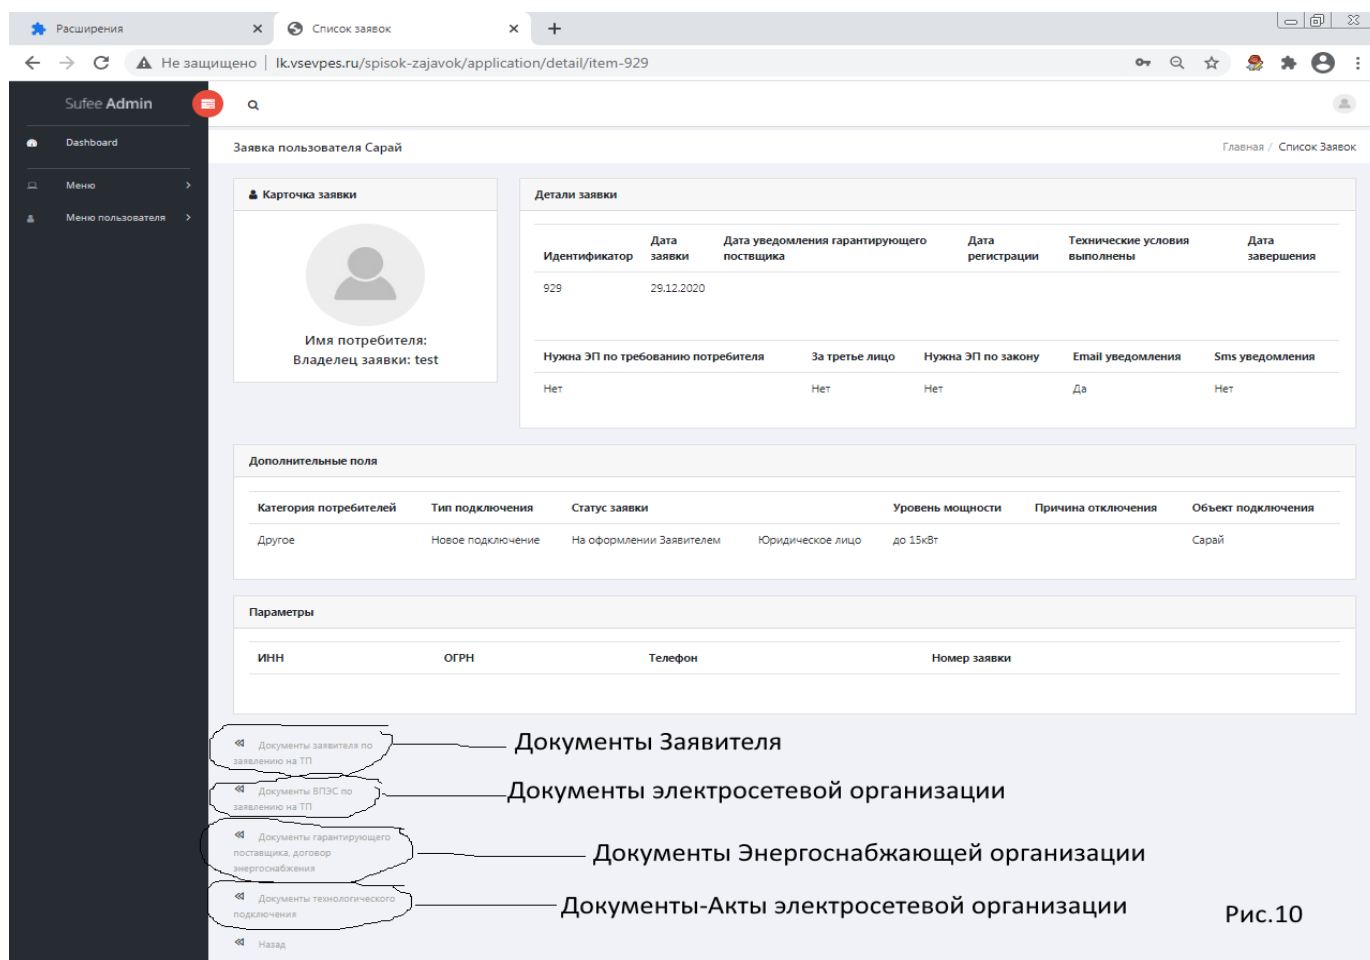 Расширения
Список заявок
Не защищено | lk.vsevpes.ru/spisok-zajavok/application/detail/item-929
Sufee Admin
Dashboard
Меню
Меню пользователя
Заявка пользователя Сарай
Главная / Список Заявок
Карточка заявки
Имя потребителя:
Владелец заявки: test
Детали заявки
Идентификатор Дата заявки Дата уведомления гарантирующего поствщика Дата регистрации Технические условия выполнены Дата завершения
929 29.12.2020
Нужна ЭП по требованию потребителя За третье лицо Нужна ЭП по закону Email уведомления Sms уведомления
Нет Нет Нет Да Нет
Дополнительные поля
Категория потребителей Тип подключения Статус заявки Уровень мощности Причина отключения Объект подключения
Другое Новое подключение На оформлении Заявителем Юридическое лицо до 15кВт Сарай
Параметры
ИНН ОГРН Телефон Номер заявки
Документы заявителя по
заявлению на ТП
Документы Заявителя
Документы ВПЭС по
заявлению на ТП
Документы электросетевой организации
Документы гарантирующего
поставщика, договор
энергоснабжения
Документы Энергоснабжающей организации
Документы технологического
подключения
Документы-Акты электросетевой организации
Рис.10
Назад